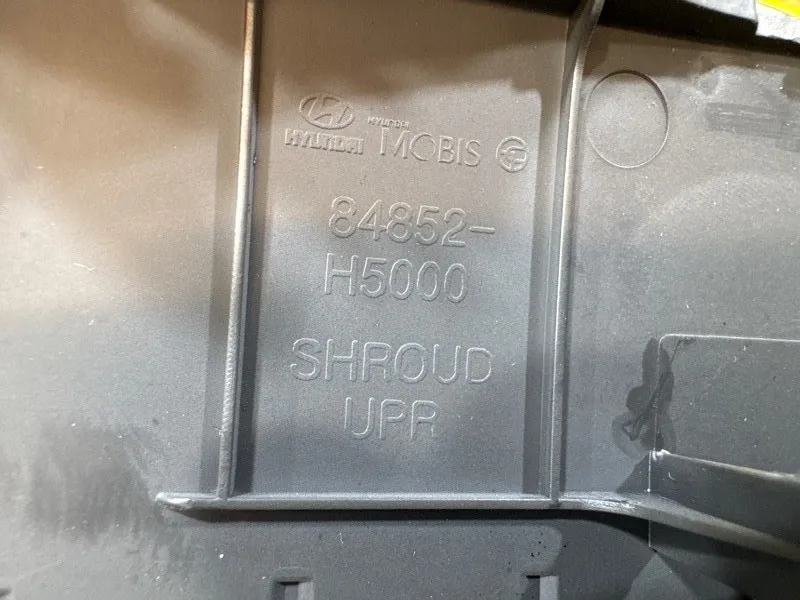 HYUNDAI HYUNDAI MOBIS
84852-
H5000
SHROUD
UPR